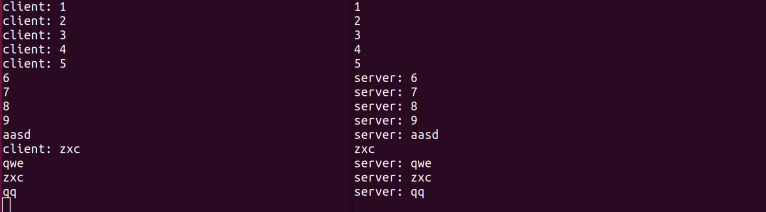 client: 1
client: 2
client: 3
client: 4
client: 5
6
7
8
9
aasd
client: zxc
qwe
zxc
qq
1
2
3
4
5
server: 6
server: 7
server: 8
server: 9
server: aasd
zxc
server: qwe
server: zxc
server: qq